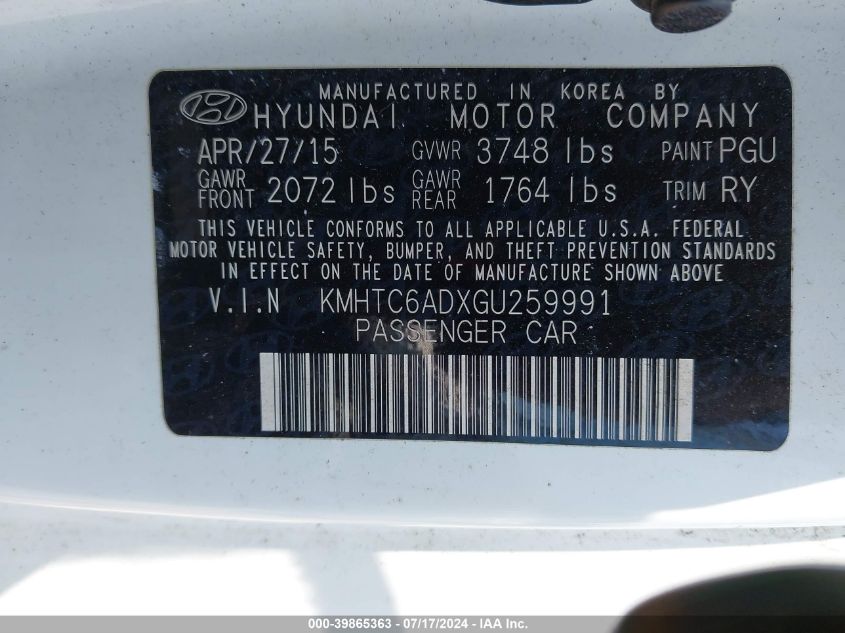 MANUFACTURED IN KOREA BY
HYUNDAI MOTOR COMPANY
APR/27/15 GVWR 3748 lbs PAINT PGU
GAWR FRONT 2072 lbs GAWR REAR 1764 lbs TRIM RY
THIS VEHICLE CONFORMS TO ALL APPLICABLE U.S.A. FEDERAL
MOTOR VEHICLE SAFETY, BUMPER, AND THEFT PREVENTION STANDARDS
IN EFFECT ON THE DATE OF MANUFACTURE SHOWN ABOVE.
V.I.N KMHTC6ADXGU259991
PASSENGER CAR
000-39865363 - 07/17/2024 - IAA Inc.